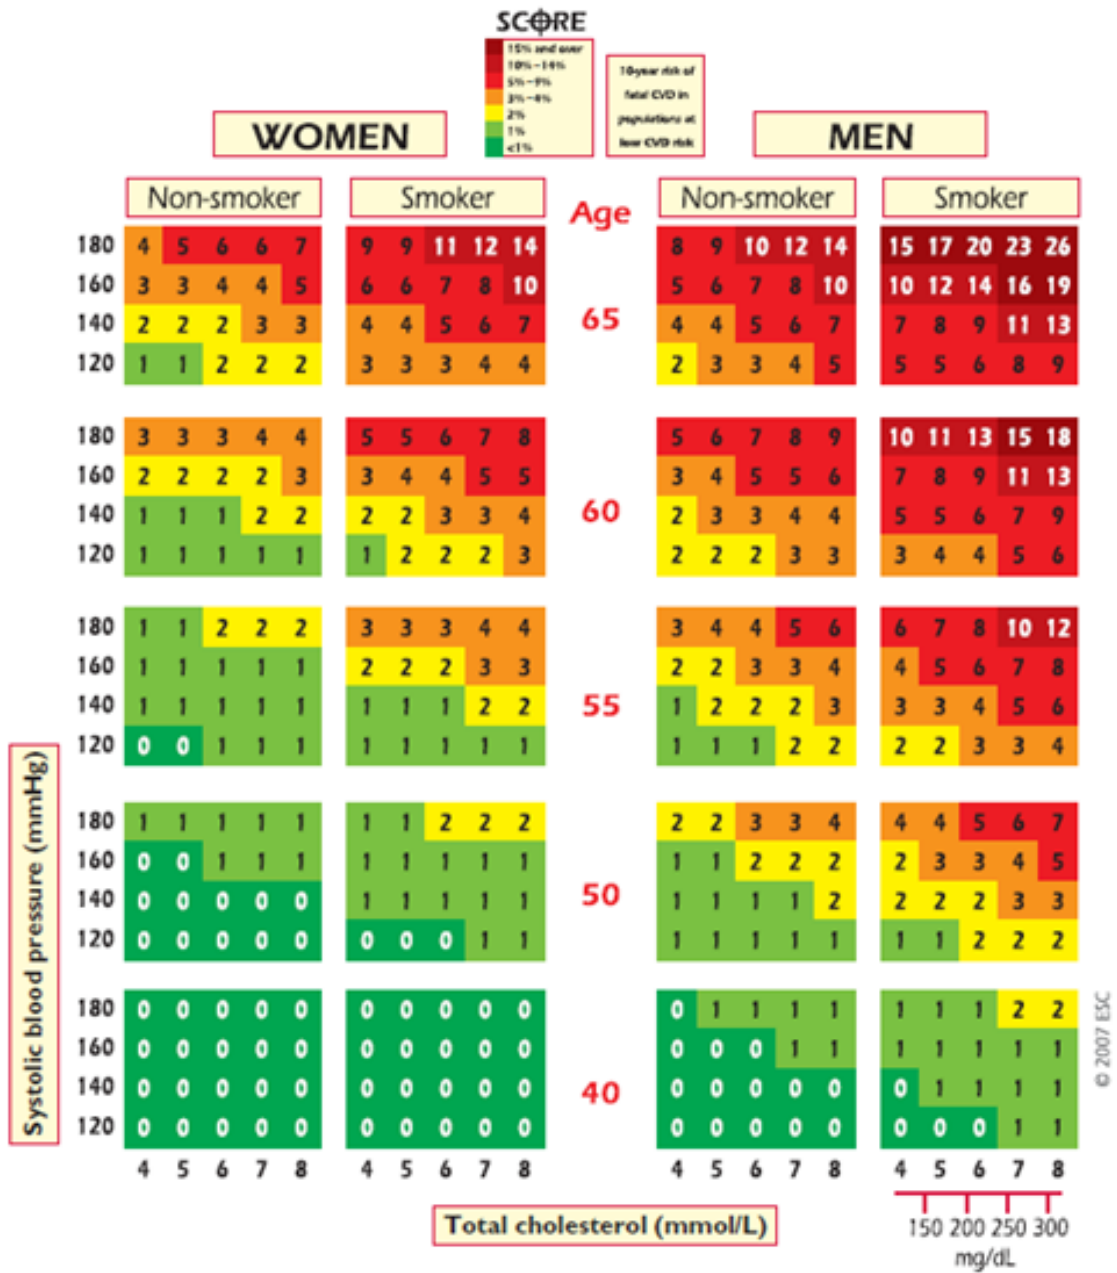 SCORE
15% and over
10%–14%
5%–9%
3%–4%
2%
1%
<1%
10-year risk of
fatal CVD in
populations at
low CVD risk
WOMEN
MEN
Non-smoker
Smoker
Age
Non-smoker
Smoker
180 4 5 6 6 7 9 9 11 12 14 8 9 10 12 14 15 17 20 23 26
160 3 3 4 4 5 6 6 7 8 10 5 6 7 8 10 10 12 14 16 19
65
140 2 2 2 3 3 4 4 5 6 7 4 4 5 6 7 7 8 9 11 13
120 1 1 2 2 2 3 3 3 4 4 2 3 3 4 5 5 5 6 8 9
180 3 3 3 4 4 5 5 6 7 8 5 6 7 8 9 10 11 13 15 18
160 2 2 2 2 3 3 4 4 5 5 3 4 5 5 6 7 8 9 11 13
60
140 1 1 1 2 2 2 2 3 3 4 2 3 3 4 4 5 5 6 7 9
120 1 1 1 1 1 1 2 2 2 3 2 2 2 3 3 3 4 4 5 6
180 1 1 2 2 2 3 3 3 4 4 3 4 4 5 6 6 7 8 10 12
160 1 1 1 1 1 2 2 2 3 3 2 2 3 3 4 4 5 6 7 8
55
140 1 1 1 1 1 1 1 1 2 2 1 2 2 2 3 3 3 4 5 6
120 0 0 1 1 1 1 1 1 1 1 1 1 1 2 2 2 2 3 3 4
180 1 1 1 1 1 1 1 2 2 2 2 2 3 3 4 4 4 5 6 7
160 0 0 1 1 1 1 1 1 1 1 1 1 2 2 2 2 3 3 4 5
50
140 0 0 0 0 0 1 1 1 1 1 1 1 1 1 2 2 2 2 3 3
120 0 0 0 0 0 0 0 0 1 1 1 1 1 1 1 1 1 2 2 2
180 0 0 0 0 0 0 0 0 0 0 0 1 1 1 1 1 1 1 2 2
160 0 0 0 0 0 0 0 0 0 0 0 0 0 1 1 1 1 1 1 1
40
140 0 0 0 0 0 0 0 0 0 0 0 0 0 0 0 0 1 1 1 1
120 0 0 0 0 0 0 0 0 0 0 0 0 0 0 0 0 0 0 1 1
4 5 6 7 8 4 5 6 7 8 4 5 6 7 8 4 5 6 7 8
Systolic blood pressure (mmHg)
Total cholesterol (mmol/L)
150 200 250 300
mg/dL
© 2007 ESC